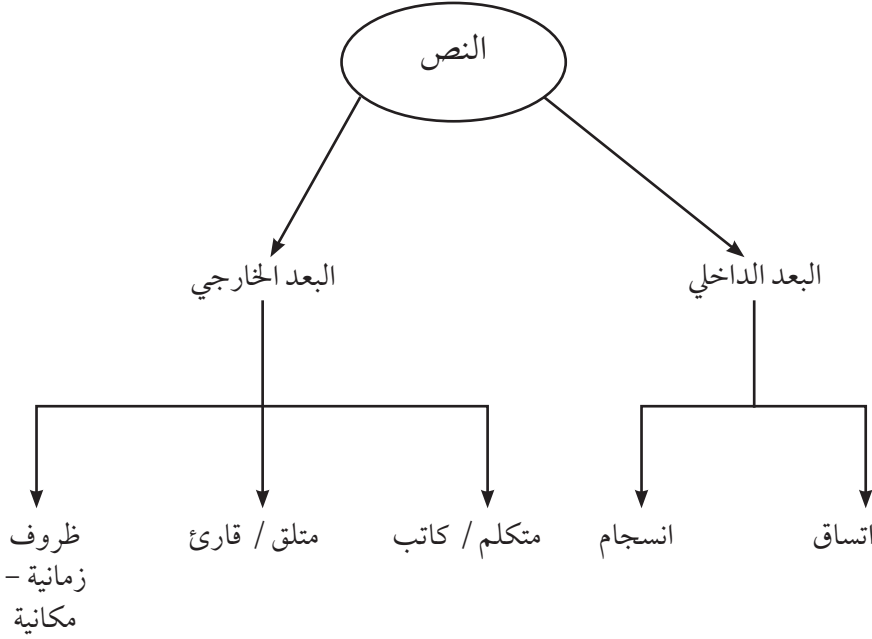 النص
البعد الداخلي
البعد الخارجي
اتساق
انسجام
متكلم / كاتب
متلق / قارئ
ظروف
زمانية –
مكانية